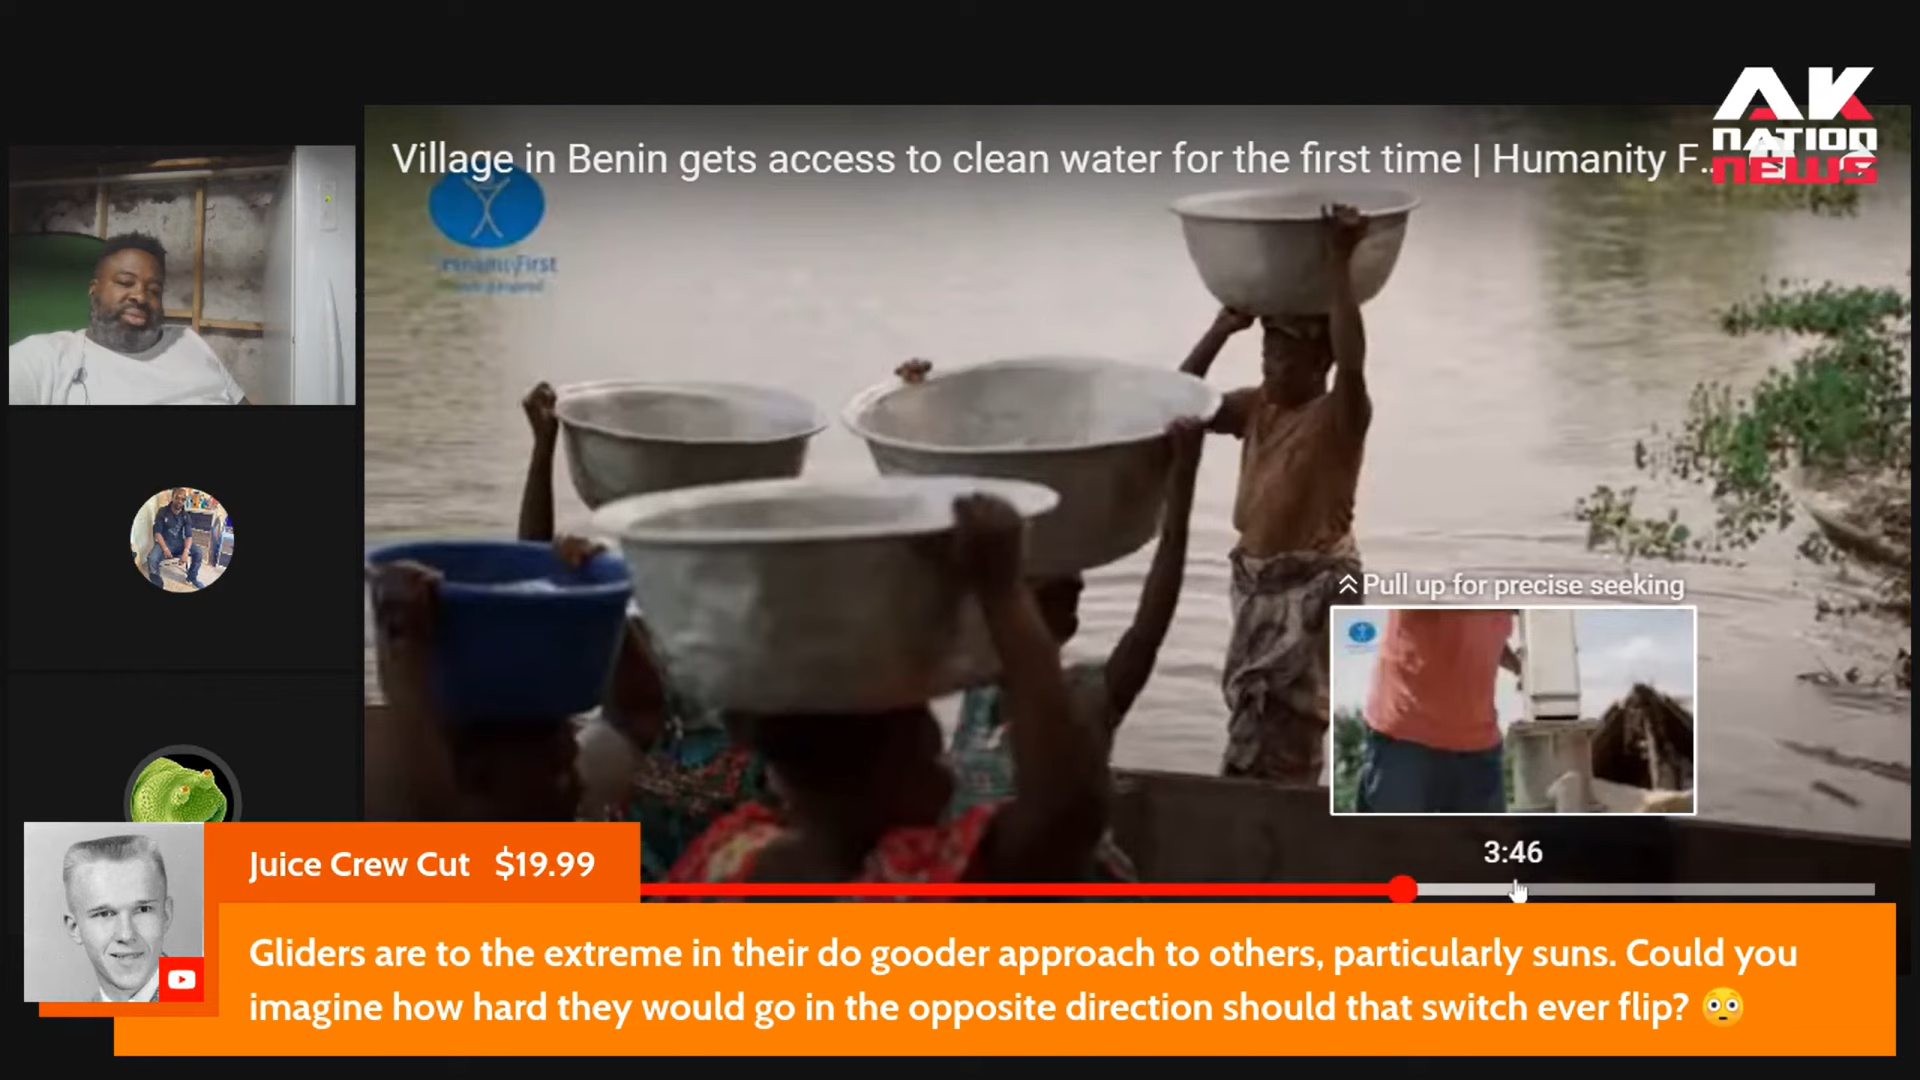 AK
NATION
NEWS
Village in Benin gets access to clean water for the first time | Humanity F...
Pull up for precise seeking
3:46
Juice Crew Cut $19.99
Gliders are to the extreme in their do gooder approach to others, particularly suns. Could you
imagine how hard they would go in the opposite direction should that switch ever flip? 😳